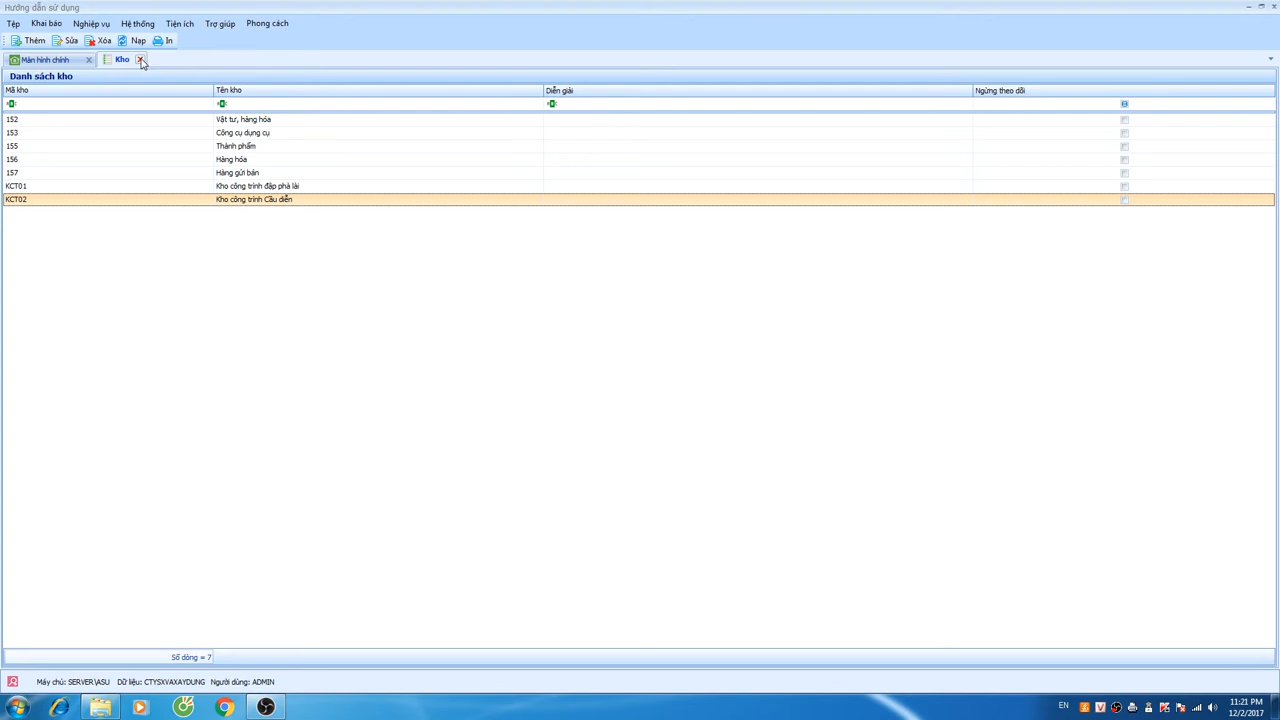 Hướng dẫn sử dụng
Tệp Khai báo Nghiệp vụ Hệ thống Tiện ích Trợ giúp Phong cách
Thêm Sửa Xóa Nạp In
Màn hình chính Kho
Danh sách kho
Mã kho Tên kho Diễn giải Ngừng theo dõi
152 Vật tư, hàng hóa
153 Công cụ dụng cụ
155 Thành phẩm
156 Hàng hóa
157 Hàng gửi bán
KCT01 Kho công trình đập phà lài
KCT02 Kho công trình Cầu diễn
Số dòng = 7
Máy chủ: SERVER\ASU Dữ liệu: CTYSXVAXAYDUNG Người dùng: ADMIN
EN 11:21 PM
12/2/2017